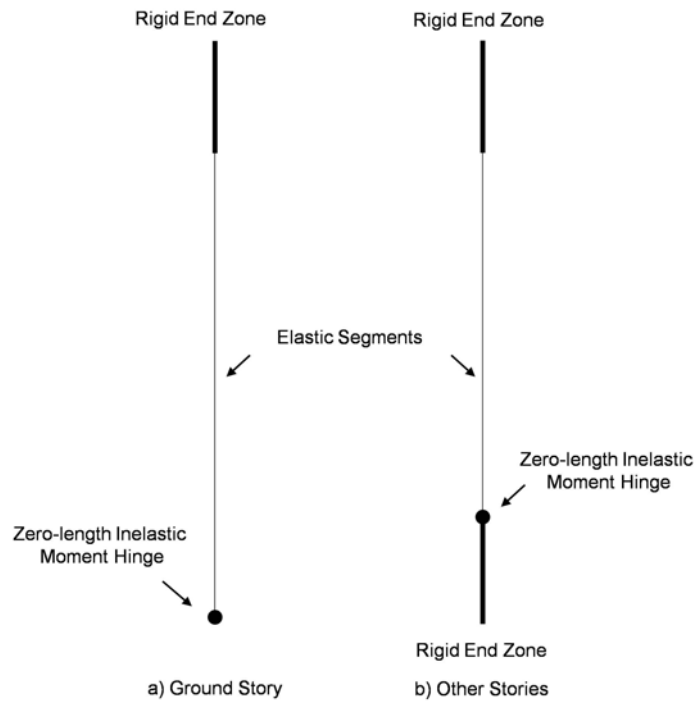 Rigid End Zone
Rigid End Zone
Elastic Segments
Zero-length Inelastic
Moment Hinge
Zero-length Inelastic
Moment Hinge
Rigid End Zone
a) Ground Story
b) Other Stories